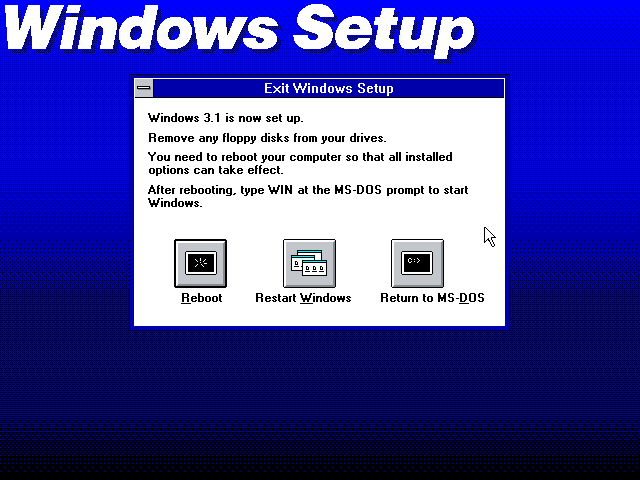 Windows Setup
Exit Windows Setup
Windows 3.1 is now set up.
Remove any floppy disks from your drives.
You need to reboot your computer so that all installed
options can take effect.
After rebooting, type WIN at the MS-DOS prompt to start
Windows.
C:\>
Reboot
Restart Windows
Return to MS-DOS